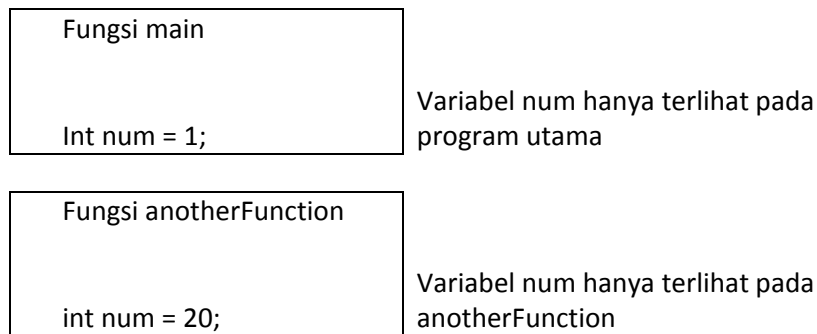 Fungsi main
Int num = 1;
Variabel num hanya terlihat pada
program utama
Fungsi anotherFunction
int num = 20;
Variabel num hanya terlihat pada
anotherFunction